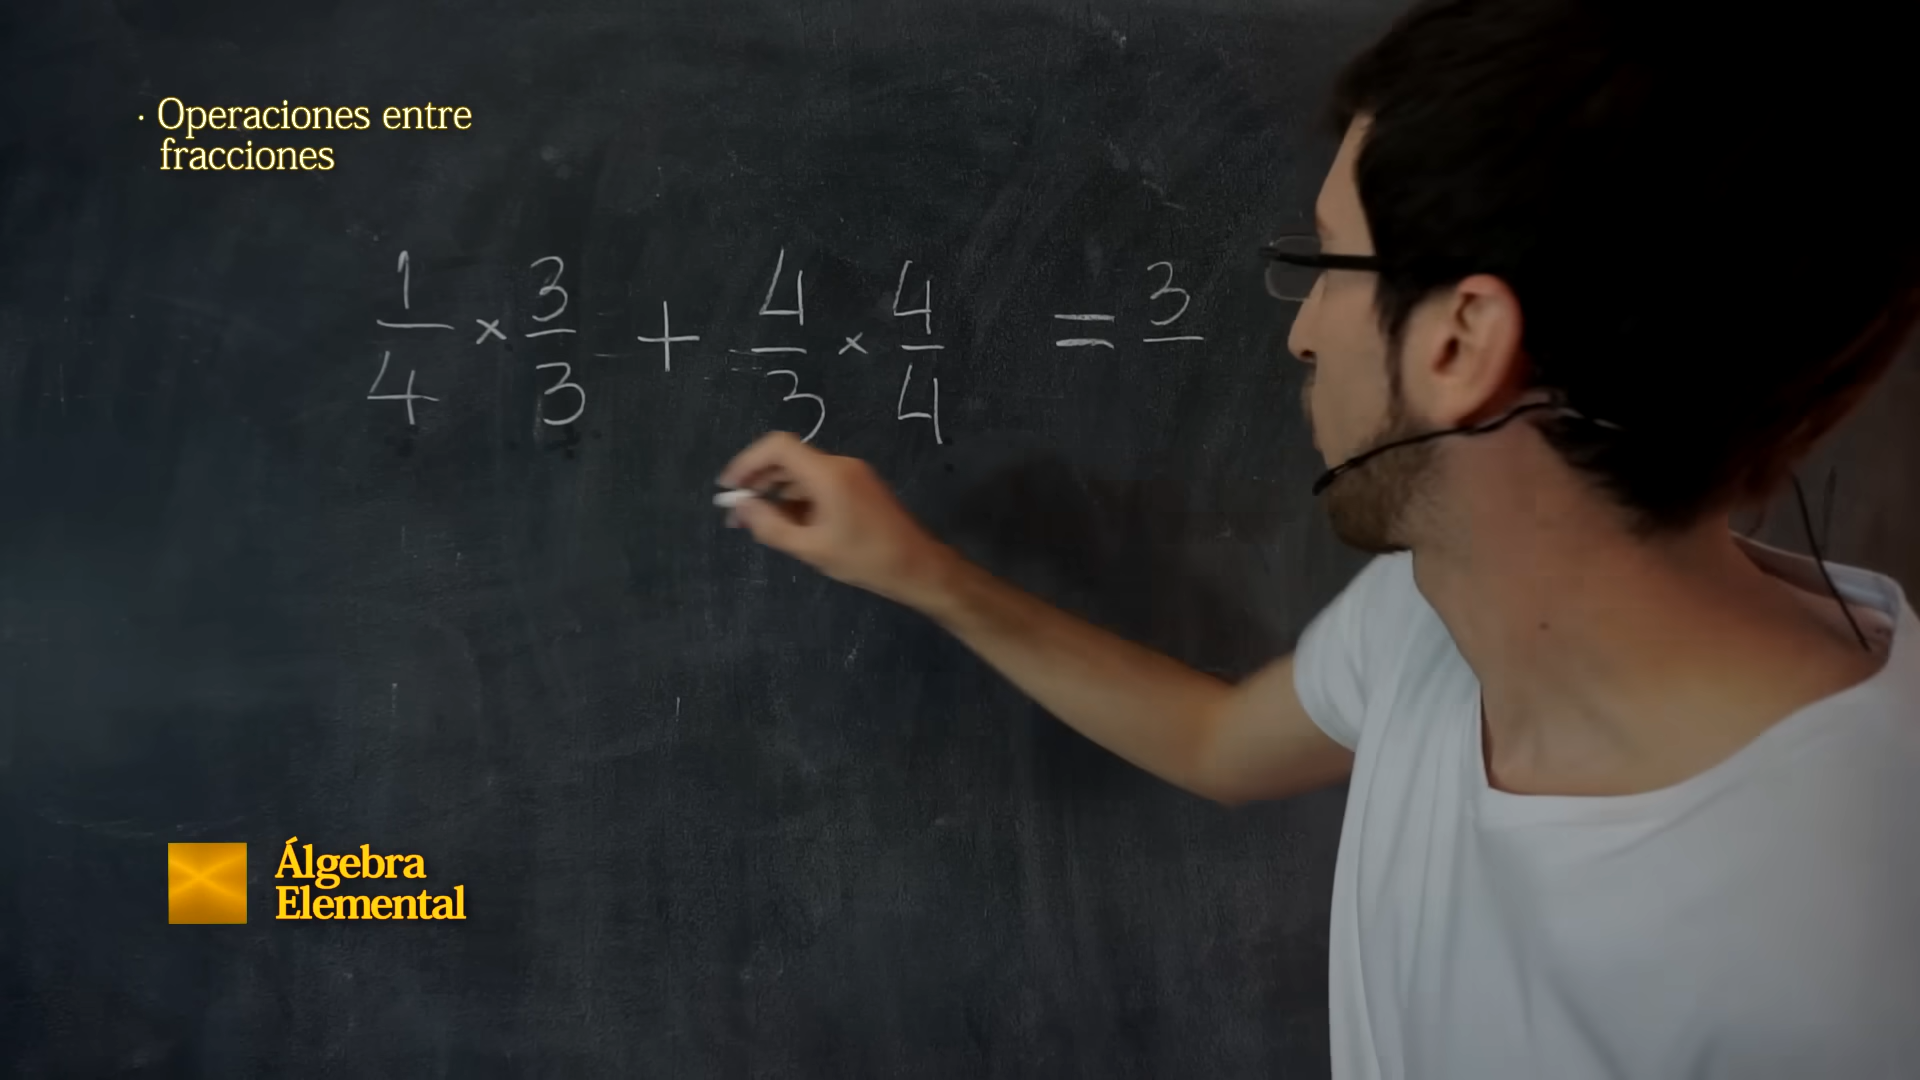 · Operaciones entre
fracciones
1/4 × 3/3 + 4/3 × 4/4 = 3/
Álgebra
Elemental